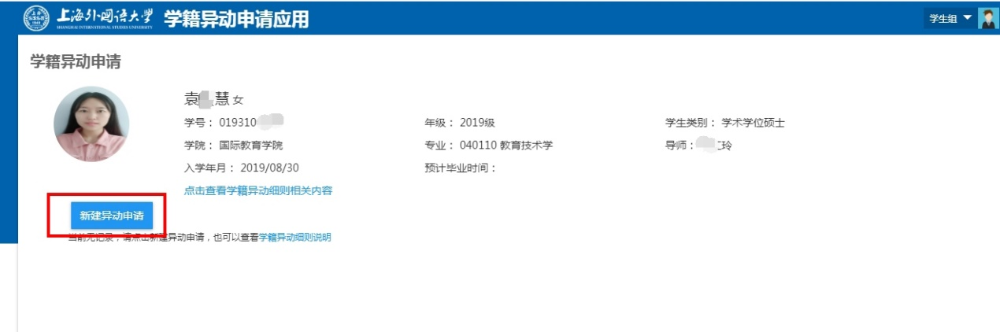 上海外国语大学 学籍异动申请应用 学生组
SHANGHAI INTERNATIONAL STUDIES UNIVERSITY
学籍异动申请
袁 慧 女
学号： 019310 年级： 2019级 学生类别： 学术学位硕士
学院： 国际教育学院 专业： 040110 教育技术学 导师： 玲
入学年月： 2019/08/30 预计毕业时间：
点击查看学籍异动细则相关内容
新建异动申请
当前无记录，请点击新建异动申请，也可以查看学籍异动细则说明